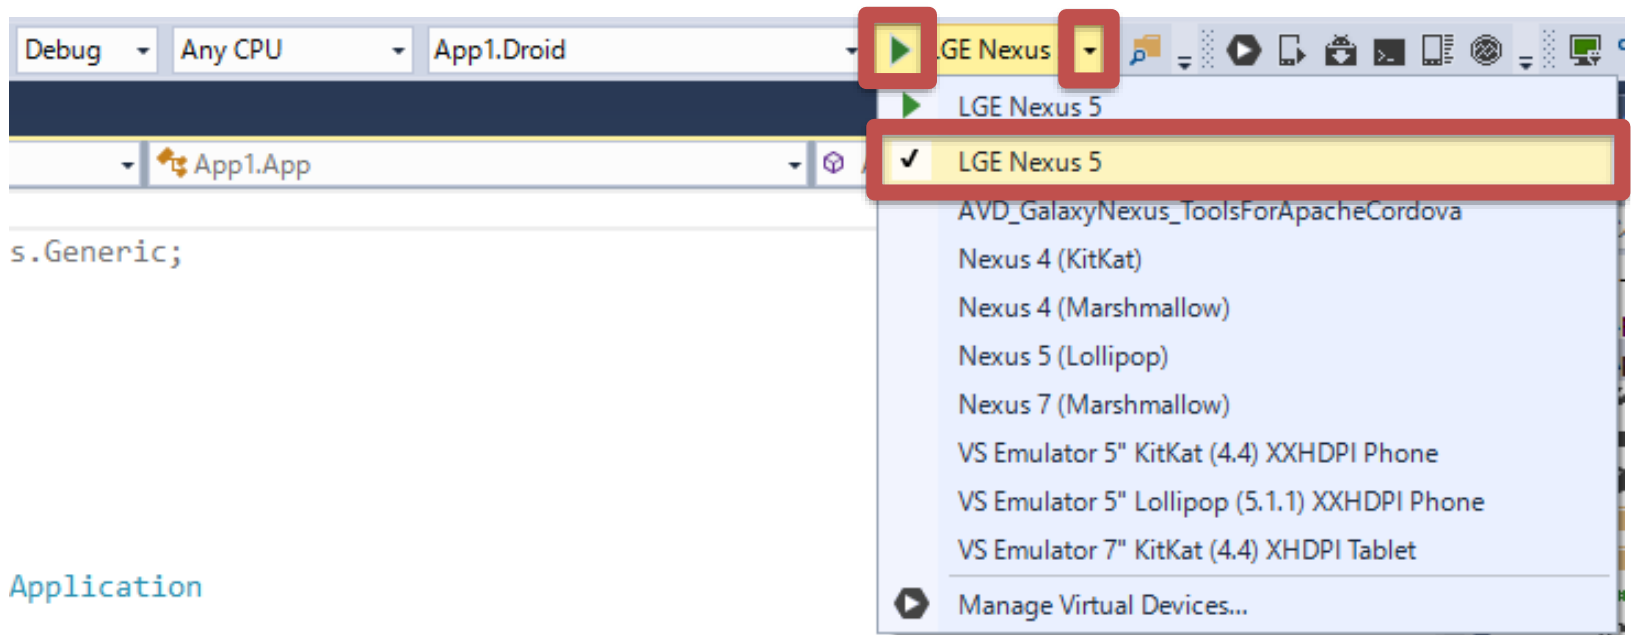 Debug Any CPU App1.Droid GE Nexus
LGE Nexus 5
App1.App
LGE Nexus 5
AVD_GalaxyNexus_ToolsForApacheCordova
s.Generic;
Nexus 4 (KitKat)
Nexus 4 (Marshmallow)
Nexus 5 (Lollipop)
Nexus 7 (Marshmallow)
VS Emulator 5" KitKat (4.4) XXHDPI Phone
VS Emulator 5" Lollipop (5.1.1) XXHDPI Phone
VS Emulator 7" KitKat (4.4) XHDPI Tablet
Application
Manage Virtual Devices...